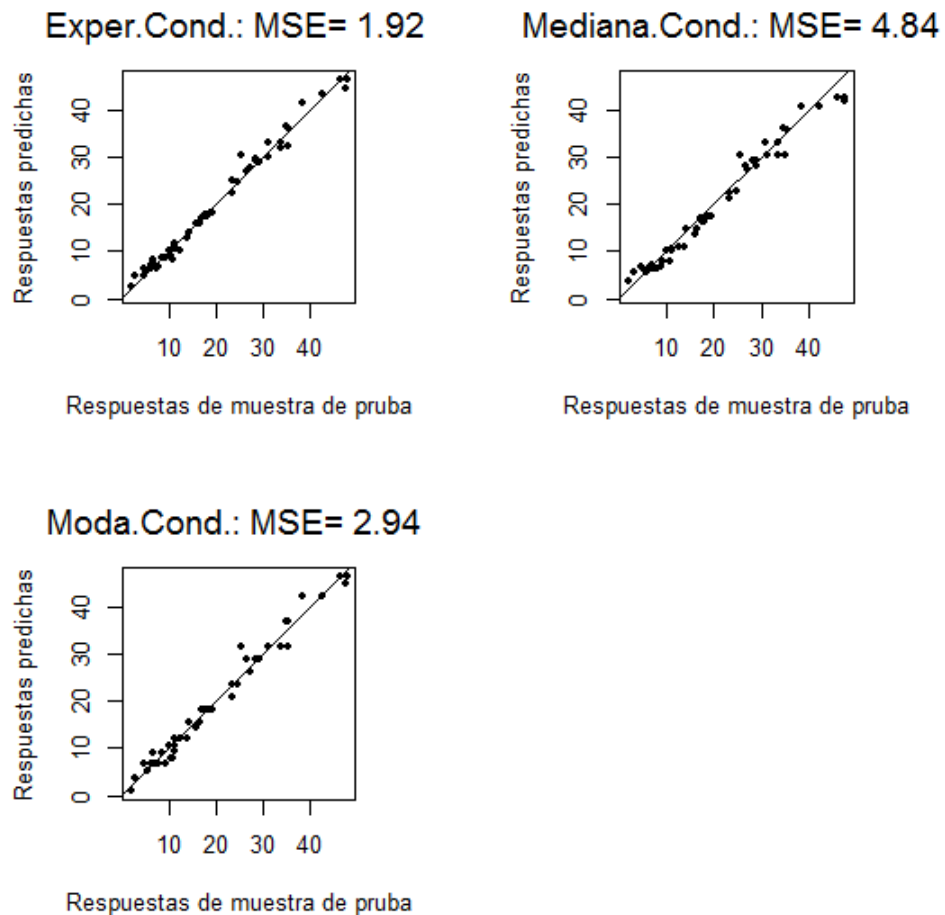 Exper.Cond.: MSE= 1.92
Respuestas predichas
0 10 20 30 40
10 20 30 40
Respuestas de muestra de pruba
Mediana.Cond.: MSE= 4.84
Respuestas predichas
0 10 20 30 40
10 20 30 40
Respuestas de muestra de pruba
Moda.Cond.: MSE= 2.94
Respuestas predichas
0 10 20 30 40
10 20 30 40
Respuestas de muestra de pruba